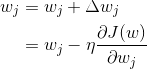 w_j = w_j + Δw_j
= w_j − η ∂J(w)/∂w_j